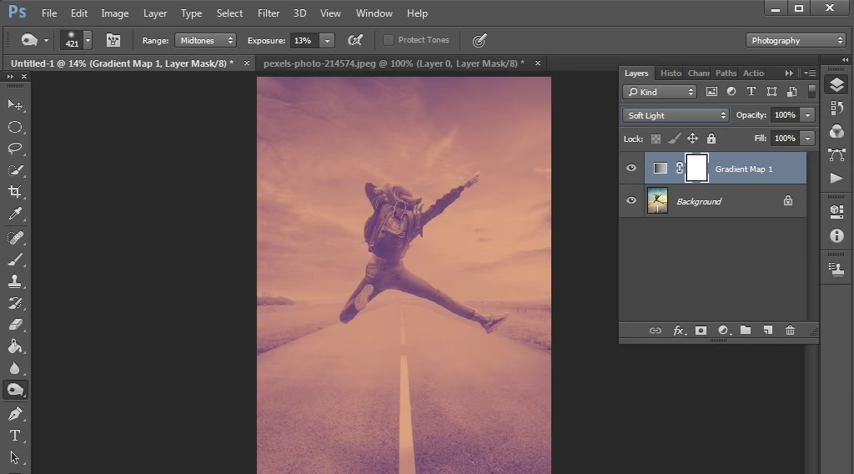 Ps File Edit Image Layer Type Select Filter 3D View Window Help
421 Range: Midtones Exposure: 13% Protect Tones Photography
Untitled-1 @ 14% (Gradient Map 1, Layer Mask/8) * × pexels-photo-214574.jpeg @ 100% (Layer 0, Layer Mask/8) * ×
Layers Histo Chann Paths Actio
Kind
Soft Light Opacity: 100%
Lock: Fill: 100%
Gradient Map 1
Background
fx